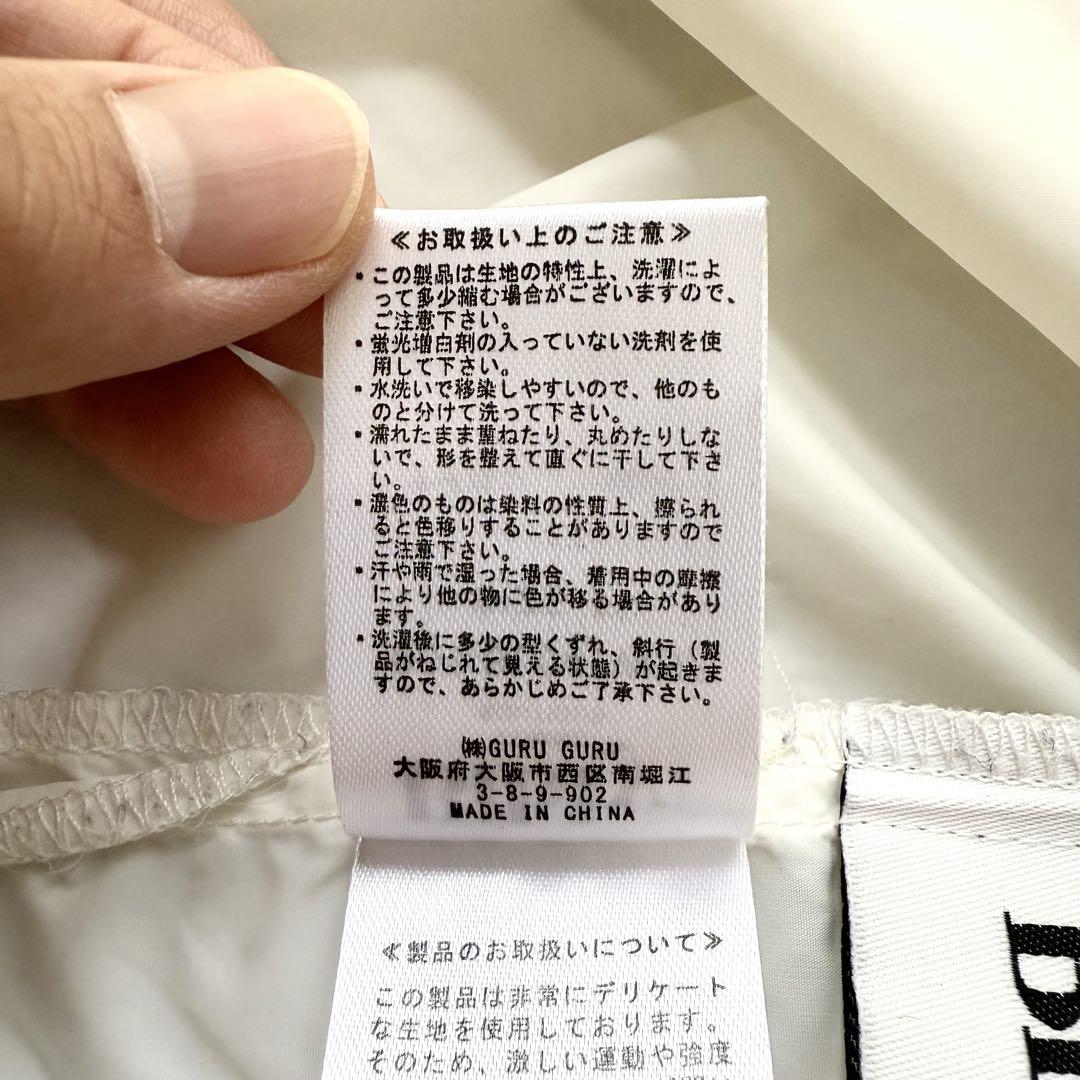 ≪お取扱い上のご注意≫
・この製品は生地の特性上、洗濯によ
って多少縮む場合がございますので、
ご注意下さい。
・蛍光増白剤の入っていない洗剤を使
用して下さい。
・水洗いで移染しやすいので、他のも
のと分けて洗って下さい。
・濡れたまま重ねたり、丸めたりしな
いで、形を整えて直ぐに干して下さ
い。
・濃色のものは染料の性質上、擦られ
ると色移りすることがありますので
ご注意下さい。
・汗や雨で湿った場合、着用中の摩擦
により他の物に色が移る場合があり
ます。
・洗濯後に多少の型くずれ、斜行（製
品がねじれて見える状態）が起きま
すので、あらかじめご了承下さい。
㈱GURU GURU
大阪府大阪市西区南堀江
3-8-9-902
MADE IN CHINA
≪製品のお取扱いについて≫
この製品は非常にデリケート
な生地を使用しております。
そのため、激しい運動や強度